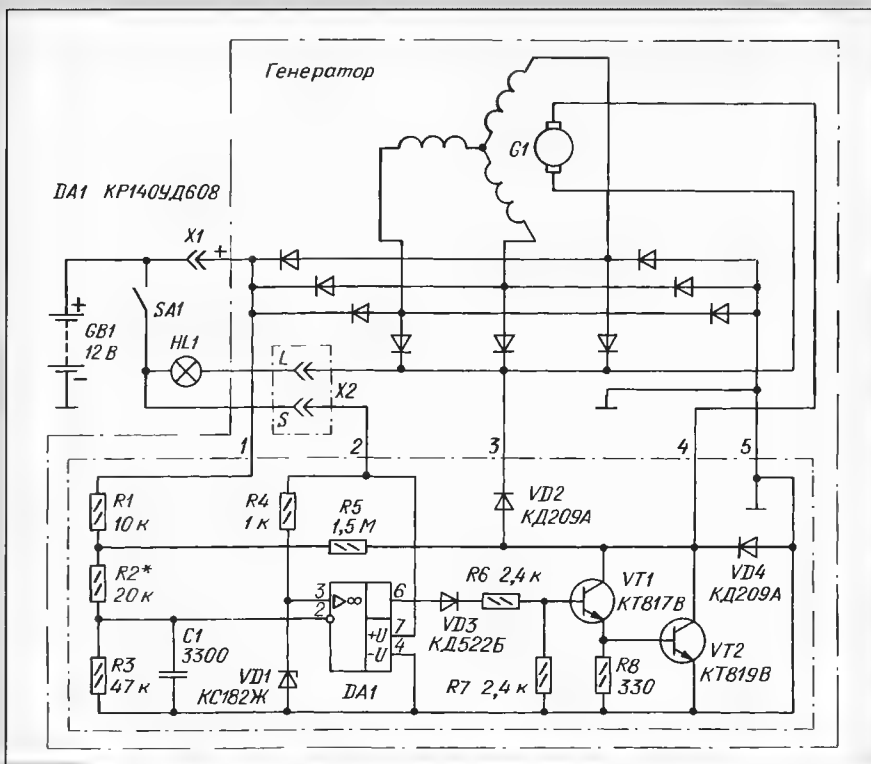 Генератор
G1
DA1 КР140УД608
X1
+
SA1
+
GB1
12 В
−
HL1
L
S
X2
1
2
3
4
5
R1
10 к
R4
1 к
R5
1,5 М
VD2
КД209А
R2*
20 к
R6 2,4 к
VT1
КТ817В
VD4
КД209А
3
2
▷∞
6
+U
7
−U
4
VD3
КД522Б
C1
3300
R3
47 к
VD1
КС182Ж
DA1
R7 2,4 к
R8
330
VT2
КТ819В